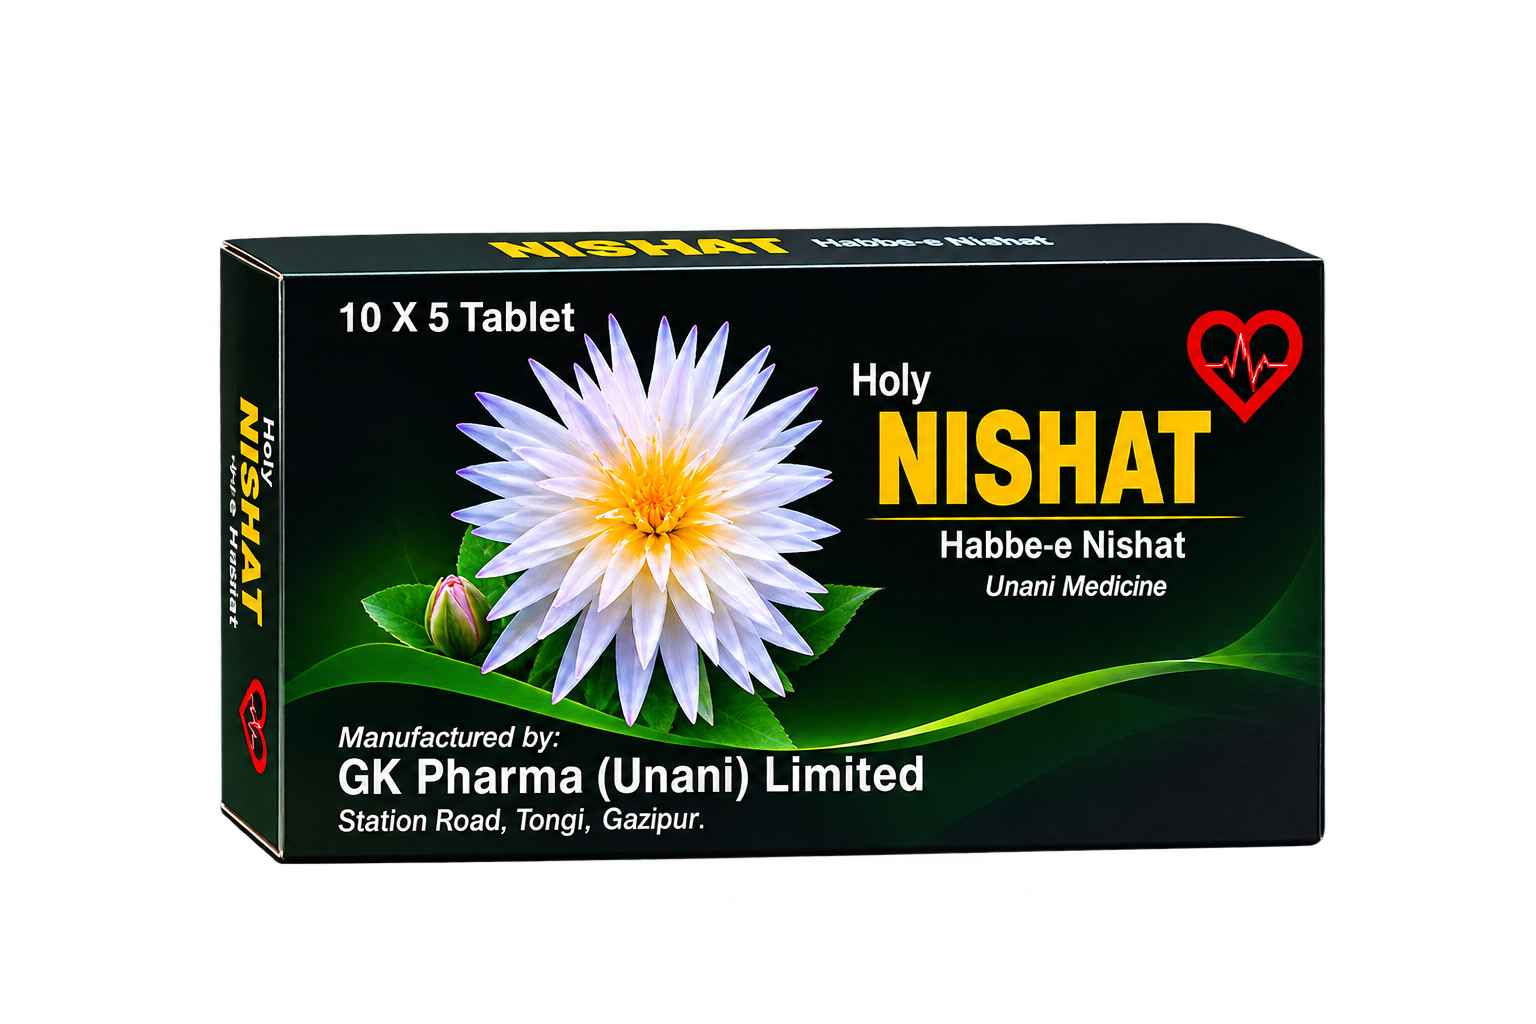 NISHAT Habbe-e Nishat
10 X 5 Tablet
Holy
NISHAT
Habbe-e Nishat
Unani Medicine
Manufactured by:
GK Pharma (Unani) Limited
Station Road, Tongi, Gazipur.
Holy
NISHAT